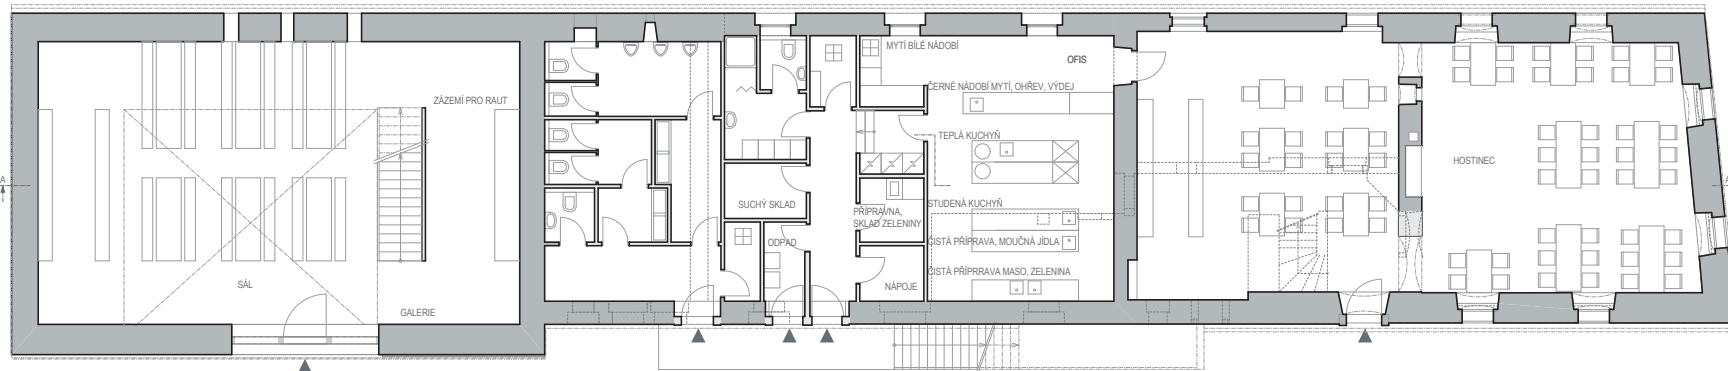 MYTÍ BÍLÉ NÁDOBÍ
OFIS
ZÁZEMÍ PRO RAUT
ČERNÉ NÁDOBÍ MYTÍ, OHŘEV, VÝDEJ
TEPLÁ KUCHYŇ
HOSTINEC
A
A
SUCHÝ SKLAD
STUDENÁ KUCHYŇ
PŘÍPRAVNA,
SKLAD ZELENINY
ODPAD
ČISTÁ PŘÍPRAVA, MOUČNÁ JÍDLA
ČISTÁ PŘÍPRRAVA MASO, ZELENINA
SÁL
NÁPOJE
GALERIE